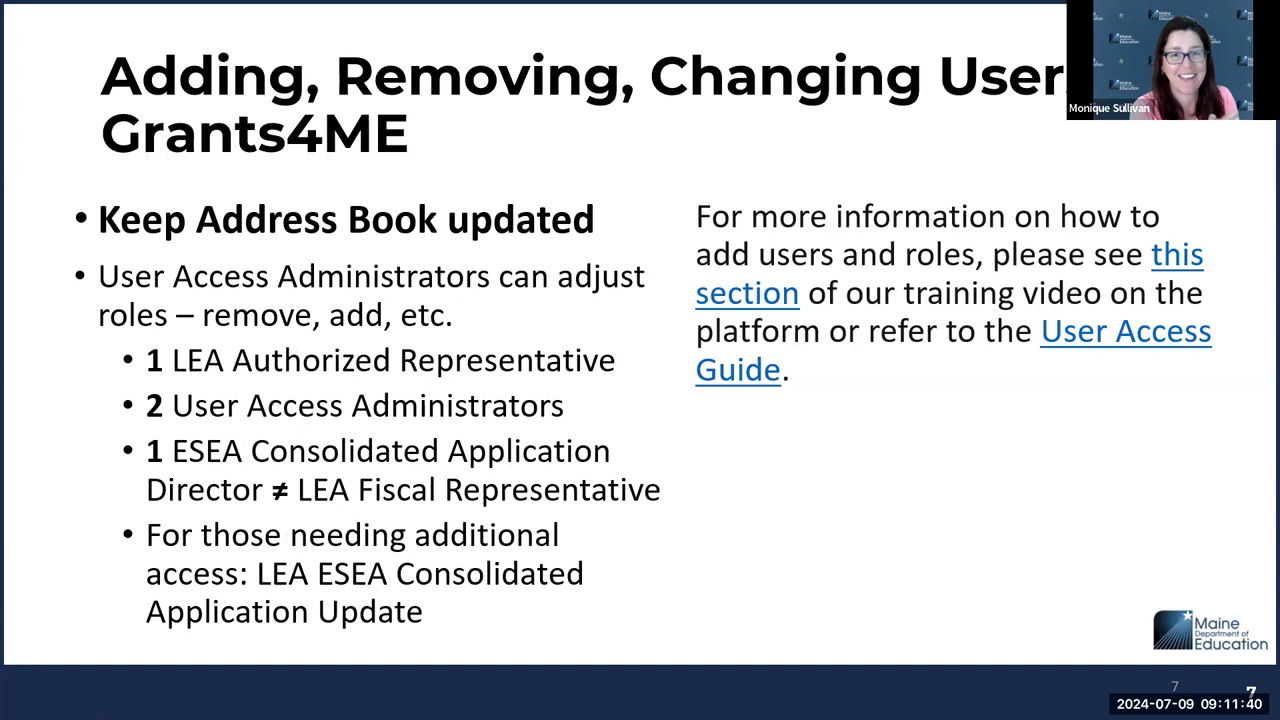 Adding, Removing, Changing User
Grants4ME
Monique Sullivan
• Keep Address Book updated
• User Access Administrators can adjust
roles – remove, add, etc.
• 1 LEA Authorized Representative
• 2 User Access Administrators
• 1 ESEA Consolidated Application
Director ≠ LEA Fiscal Representative
• For those needing additional
access: LEA ESEA Consolidated
Application Update
For more information on how to
add users and roles, please see this
section of our training video on the
platform or refer to the User Access
Guide.
Maine
Department of
Education
7
7
2024-07-09 09:11:40